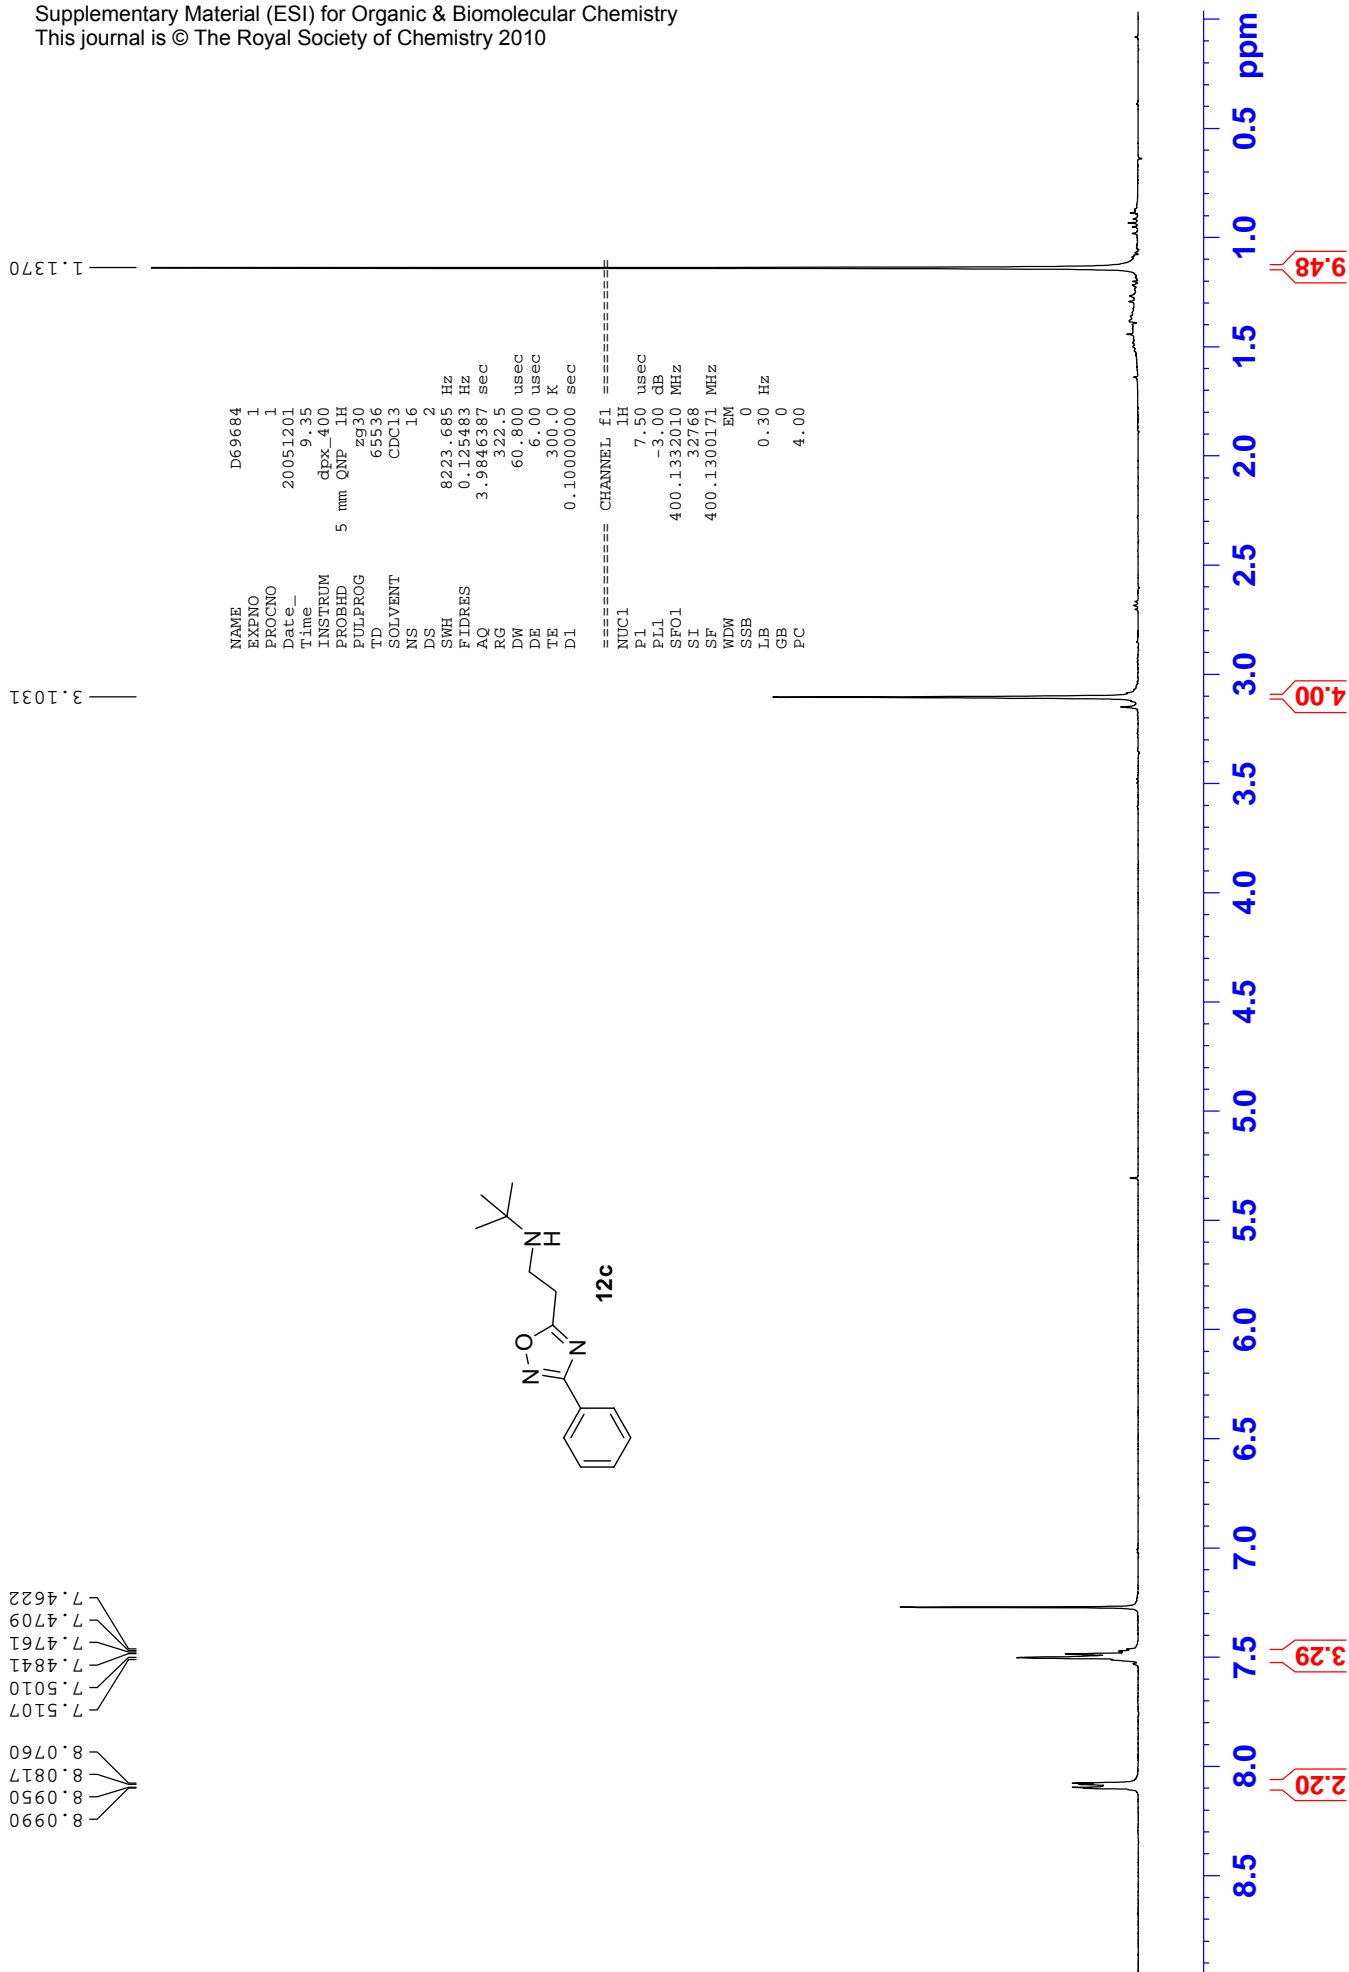 Supplementary Material (ESI) for Organic & Biomolecular Chemistry
This journal is © The Royal Society of Chemistry 2010
8.0990
8.0950
8.0817
8.0760
7.5107
7.5010
7.4841
7.4761
7.4709
7.4622
3.1031
1.1370
NAME D69684
EXPNO 1
PROCNO 1
Date_ 20051201
Time 9.35
INSTRUM dpx_400
PROBHD 5 mm QNP 1H
PULPROG zg30
TD 65536
SOLVENT CDCl3
NS 16
DS 2
SWH 8223.685 Hz
FIDRES 0.125483 Hz
AQ 3.9846387 sec
RG 322.5
DW 60.800 usec
DE 6.00 usec
TE 300.0 K
D1 0.10000000 sec
======== CHANNEL f1 ========
NUC1 1H
P1 7.50 usec
PL1 -3.00 dB
SFO1 400.1332010 MHz
SI 32768
SF 400.1300171 MHz
WDW EM
SSB 0
LB 0.30 Hz
GB 0
PC 4.00
N
O
N
N
H
12c
8.5 8.0 7.5 7.0 6.5 6.0 5.5 5.0 4.5 4.0 3.5 3.0 2.5 2.0 1.5 1.0 0.5 ppm
2.20
3.29
4.00
9.48